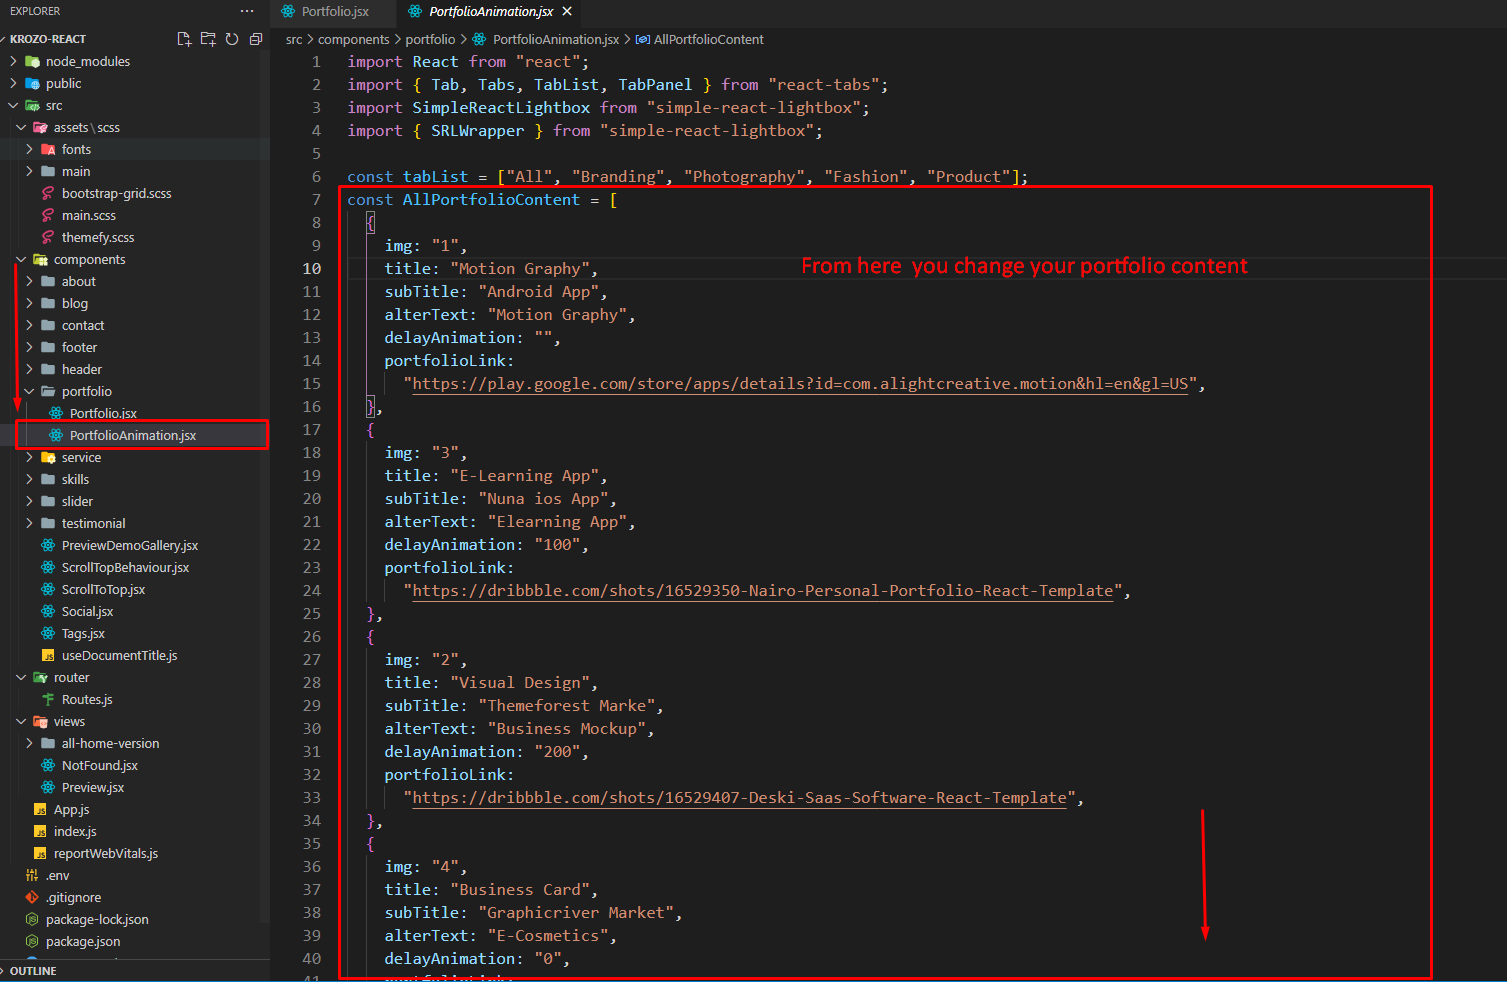 EXPLORER ...
KROZO-REACT
node_modules
public
src
assets\scss
fonts
main
bootstrap-grid.scss
main.scss
themefy.scss
components
about
blog
contact
footer
header
portfolio
Portfolio.jsx
PortfolioAnimation.jsx
service
skills
slider
testimonial
PreviewDemoGallery.jsx
ScrollTopBehaviour.jsx
ScrollToTop.jsx
Social.jsx
Tags.jsx
useDocumentTitle.js
router
Routes.js
views
all-home-version
NotFound.jsx
Preview.jsx
App.js
index.js
reportWebVitals.js
.env
.gitignore
package-lock.json
package.json
OUTLINE
Portfolio.jsx PortfolioAnimation.jsx
src > components > portfolio > PortfolioAnimation.jsx > AllPortfolioContent
1 import React from "react";
2 import { Tab, Tabs, TabList, TabPanel } from "react-tabs";
3 import SimpleReactLightbox from "simple-react-lightbox";
4 import { SRLWrapper } from "simple-react-lightbox";
5
6 const tabList = ["All", "Branding", "Photography", "Fashion", "Product"];
7 const AllPortfolioContent = [
8 {
9 img: "1",
10 title: "Motion Graphy",
From here you change your portfolio content
11 subTitle: "Android App",
12 alterText: "Motion Graphy",
13 delayAnimation: "",
14 portfolioLink:
15 "https://play.google.com/store/apps/details?id=com.alightcreative.motion&hl=en&gl=US",
16 },
17 {
18 img: "3",
19 title: "E-Learning App",
20 subTitle: "Nuna ios App",
21 alterText: "Elearning App",
22 delayAnimation: "100",
23 portfolioLink:
24 "https://dribbble.com/shots/16529350-Nairo-Personal-Portfolio-React-Template",
25 },
26 {
27 img: "2",
28 title: "Visual Design",
29 subTitle: "Themeforest Marke",
30 alterText: "Business Mockup",
31 delayAnimation: "200",
32 portfolioLink:
33 "https://dribbble.com/shots/16529407-Deski-Saas-Software-React-Template",
34 },
35 {
36 img: "4",
37 title: "Business Card",
38 subTitle: "Graphicriver Market",
39 alterText: "E-Cosmetics",
40 delayAnimation: "0",